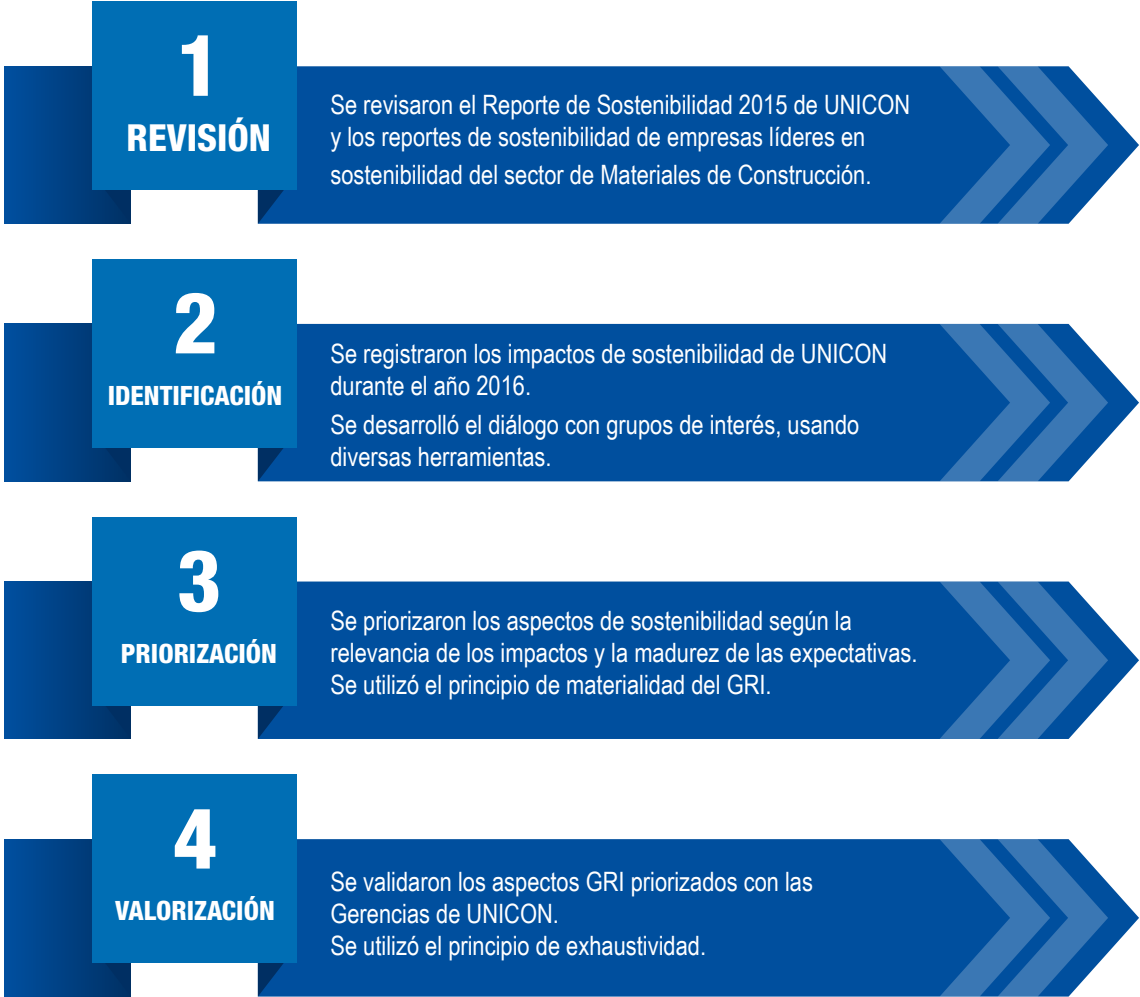 1
REVISIÓN
Se revisaron el Reporte de Sostenibilidad 2015 de UNICON
y los reportes de sostenibilidad de empresas líderes en
sostenibilidad del sector de Materiales de Construcción.
2
IDENTIFICACIÓN
Se registraron los impactos de sostenibilidad de UNICON
durante el año 2016.
Se desarrolló el diálogo con grupos de interés, usando
diversas herramientas.
3
PRIORIZACIÓN
Se priorizaron los aspectos de sostenibilidad según la
relevancia de los impactos y la madurez de las expectativas.
Se utilizó el principio de materialidad del GRI.
4
VALORIZACIÓN
Se validaron los aspectos GRI priorizados con las
Gerencias de UNICON.
Se utilizó el principio de exhaustividad.